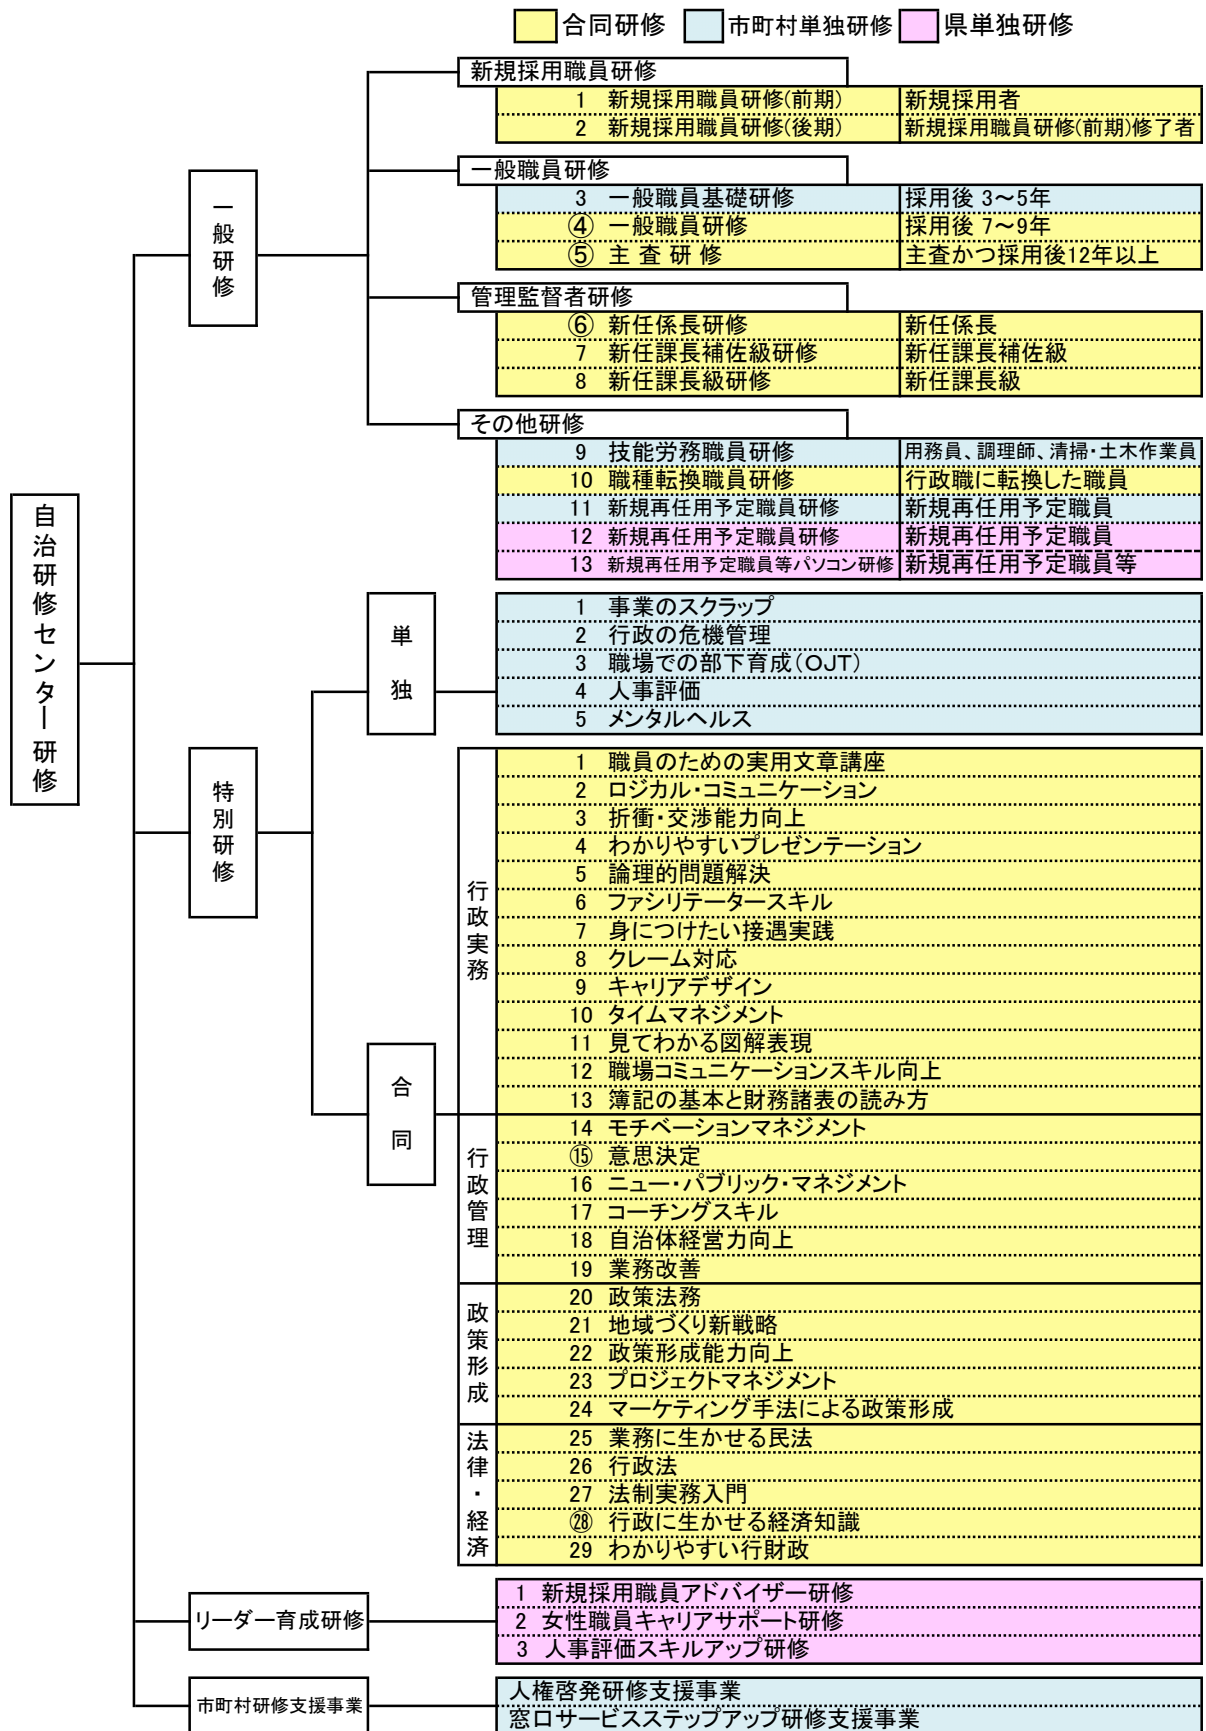 合同研修 市町村単独研修 県単独研修
自治研修センター研修
一般研修
新規採用職員研修
1 新規採用職員研修(前期) 新規採用者
2 新規採用職員研修(後期) 新規採用職員研修(前期)修了者
一般職員研修
3 一般職員基礎研修 採用後 3～5年
④ 一般職員研修 採用後 7～9年
⑤ 主 査 研 修 主査かつ採用後12年以上
管理監督者研修
⑥ 新任係長研修 新任係長
7 新任課長補佐級研修 新任課長補佐級
8 新任課長級研修 新任課長級
その他研修
9 技能労務職員研修 用務員、調理師、清掃・土木作業員
10 職種転換職員研修 行政職に転換した職員
11 新規再任用予定職員研修 新規再任用予定職員
12 新規再任用予定職員研修 新規再任用予定職員
13 新規再任用予定職員等パソコン研修 新規再任用予定職員等
特別研修
単独
1 事業のスクラップ
2 行政の危機管理
3 職場での部下育成（ＯＪＴ）
4 人事評価
5 メンタルヘルス
合同
行政実務
1 職員のための実用文章講座
2 ロジカル・コミュニケーション
3 折衝・交渉能力向上
4 わかりやすいプレゼンテーション
5 論理的問題解決
6 ファシリテータースキル
7 身につけたい接遇実践
8 クレーム対応
9 キャリアデザイン
10 タイムマネジメント
11 見てわかる図解表現
12 職場コミュニケーションスキル向上
13 簿記の基本と財務諸表の読み方
行政管理
14 モチベーションマネジメント
⑮ 意思決定
16 ニュー・パブリック・マネジメント
17 コーチングスキル
18 自治体経営力向上
19 業務改善
政策形成
20 政策法務
21 地域づくり新戦略
22 政策形成能力向上
23 プロジェクトマネジメント
24 マーケティング手法による政策形成
法律・経済
25 業務に生かせる民法
26 行政法
27 法制実務入門
㉘ 行政に生かせる経済知識
29 わかりやすい行財政
リーダー育成研修
1 新規採用職員アドバイザー研修
2 女性職員キャリアサポート研修
3 人事評価スキルアップ研修
市町村研修支援事業
人権啓発研修支援事業
窓口サービスステップアップ研修支援事業